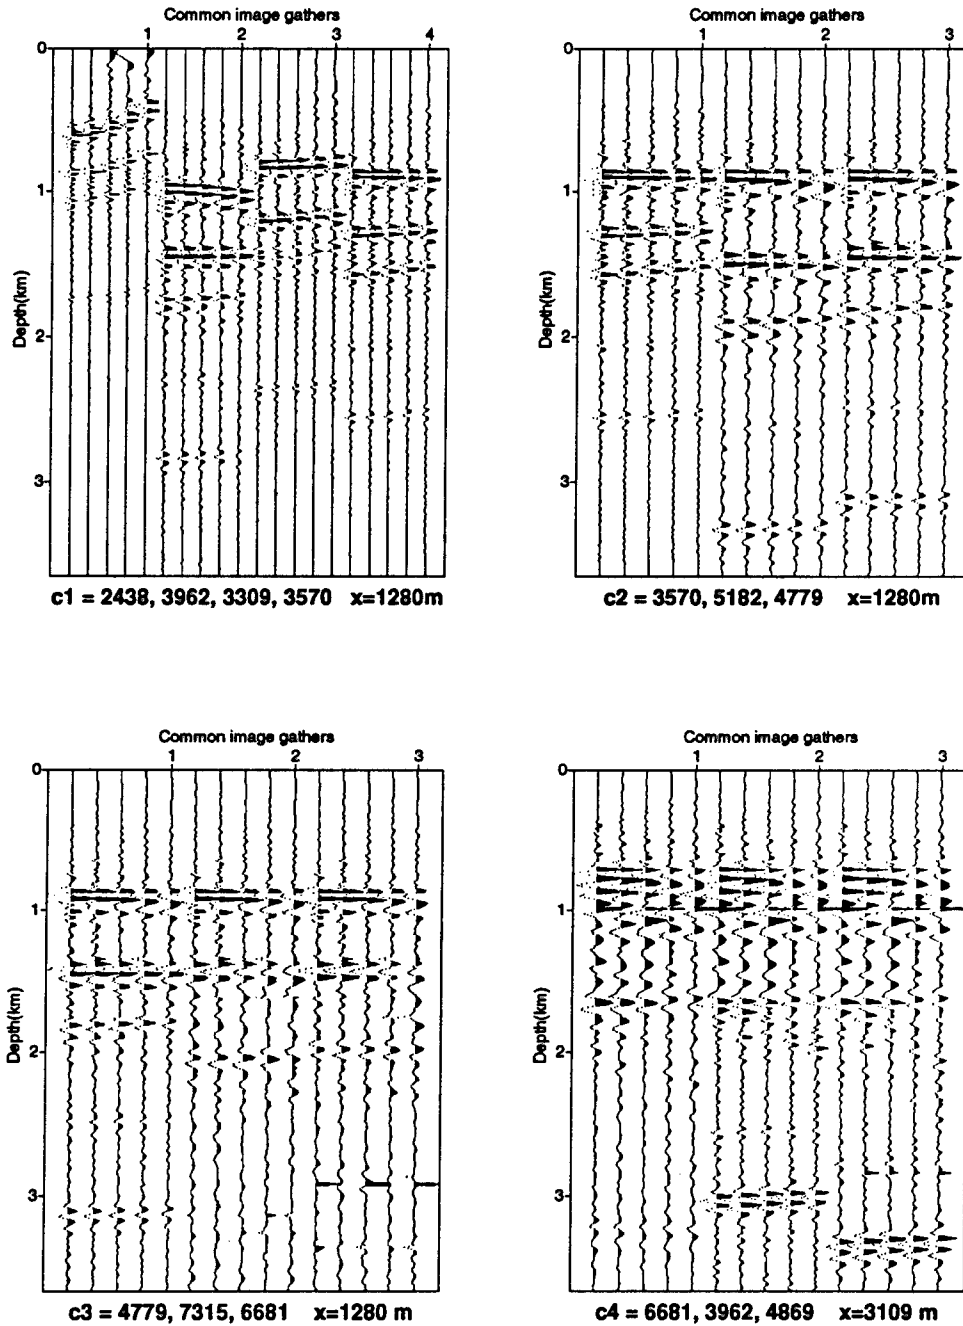 Common image gathers
1 2 3 4
0
1
2
3
Depth(km)
c1 = 2438, 3962, 3309, 3570 x=1280m
Common image gathers
1 2 3
0
1
2
3
Depth(km)
c2 = 3570, 5182, 4779 x=1280m
Common image gathers
1 2 3
0
1
2
3
Depth(km)
c3 = 4779, 7315, 6681 x=1280 m
Common image gathers
1 2 3
0
1
2
3
Depth(km)
c4 = 6681, 3962, 4869 x=3109 m